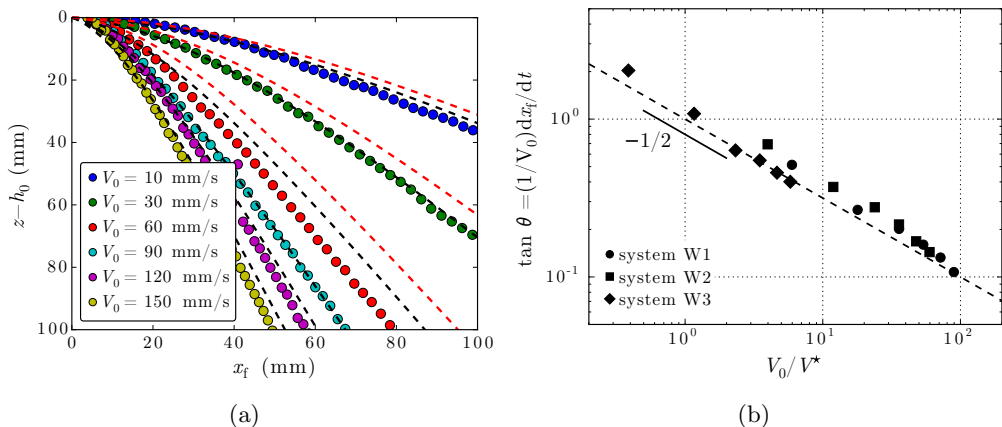 0
20
40
60
80
100
z−h₀ (mm)
V₀ = 10 mm/s
V₀ = 30 mm/s
V₀ = 60 mm/s
V₀ = 90 mm/s
V₀ = 120 mm/s
V₀ = 150 mm/s
0 20 40 60 80 100
x_f (mm)
(a)
tan θ = (1/V₀) dx_f/dt
10⁰
10⁻¹
−1/2
system W1
system W2
system W3
10⁰ 10¹ 10²
V₀/V⋆
(b)